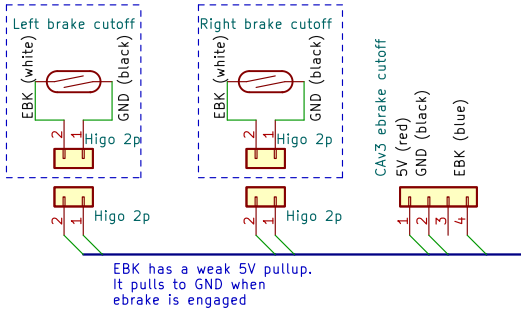 Left brake cutoff
EBK (white)
GND (black)
2
1
Higo 2p
2
1
Higo 2p
Right brake cutoff
EBK (white)
GND (black)
2
1
Higo 2p
2
1
Higo 2p
CAv3 ebrake cutoff
5V (red)
GND (black)
EBK (blue)
1
2
3
4
EBK has a weak 5V pullup.
It pulls to GND when
ebrake is engaged